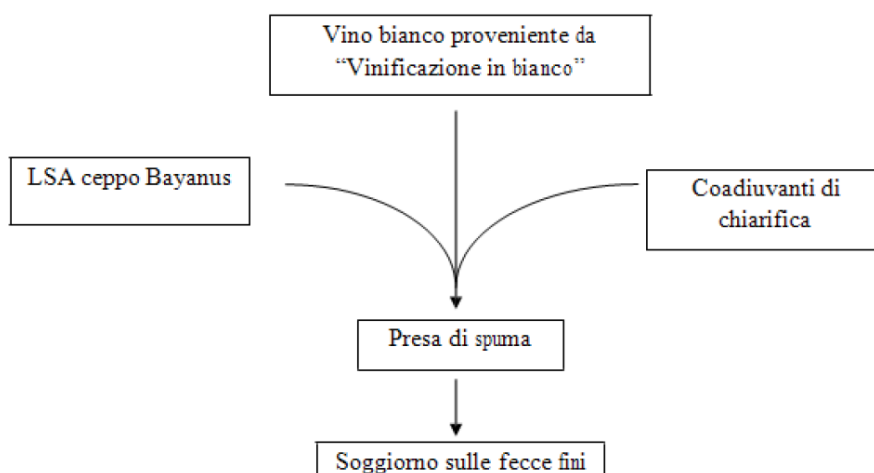 Vino bianco proveniente da
“Vinificazione in bianco”
LSA ceppo Bayanus
Coadiuvanti di
chiarifica
Presa di spuma
Soggiorno sulle fecce fini